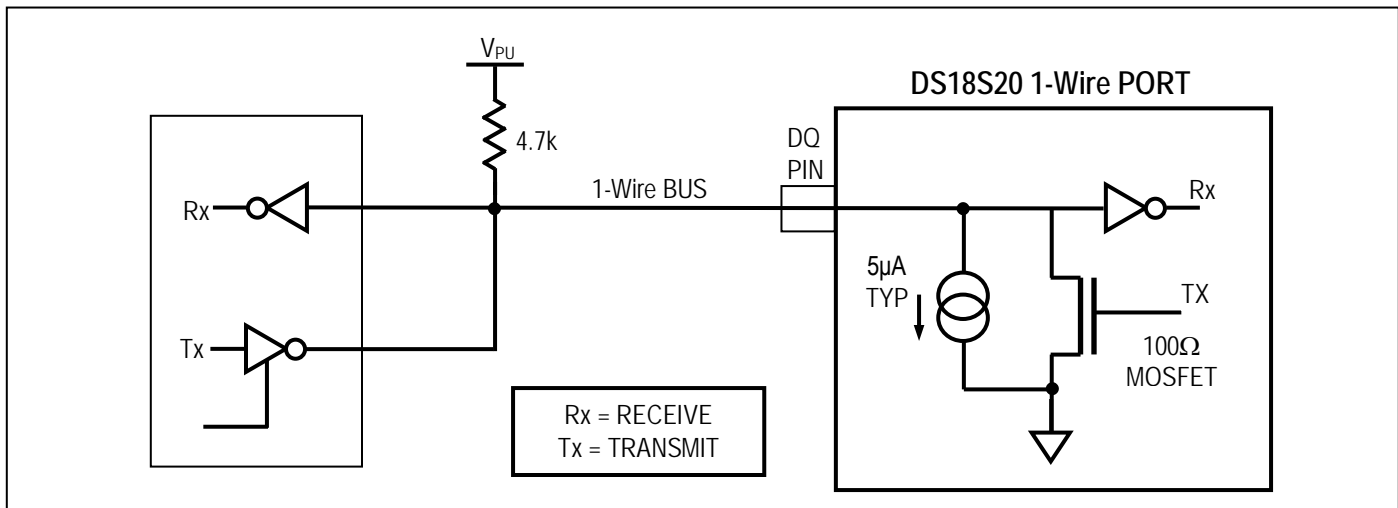 V_PU
4.7k
DS18S20 1-Wire PORT
DQ
PIN
1-Wire BUS
Rx
Rx
5µA
TYP
TX
100Ω
MOSFET
Tx
Rx = RECEIVE
Tx = TRANSMIT